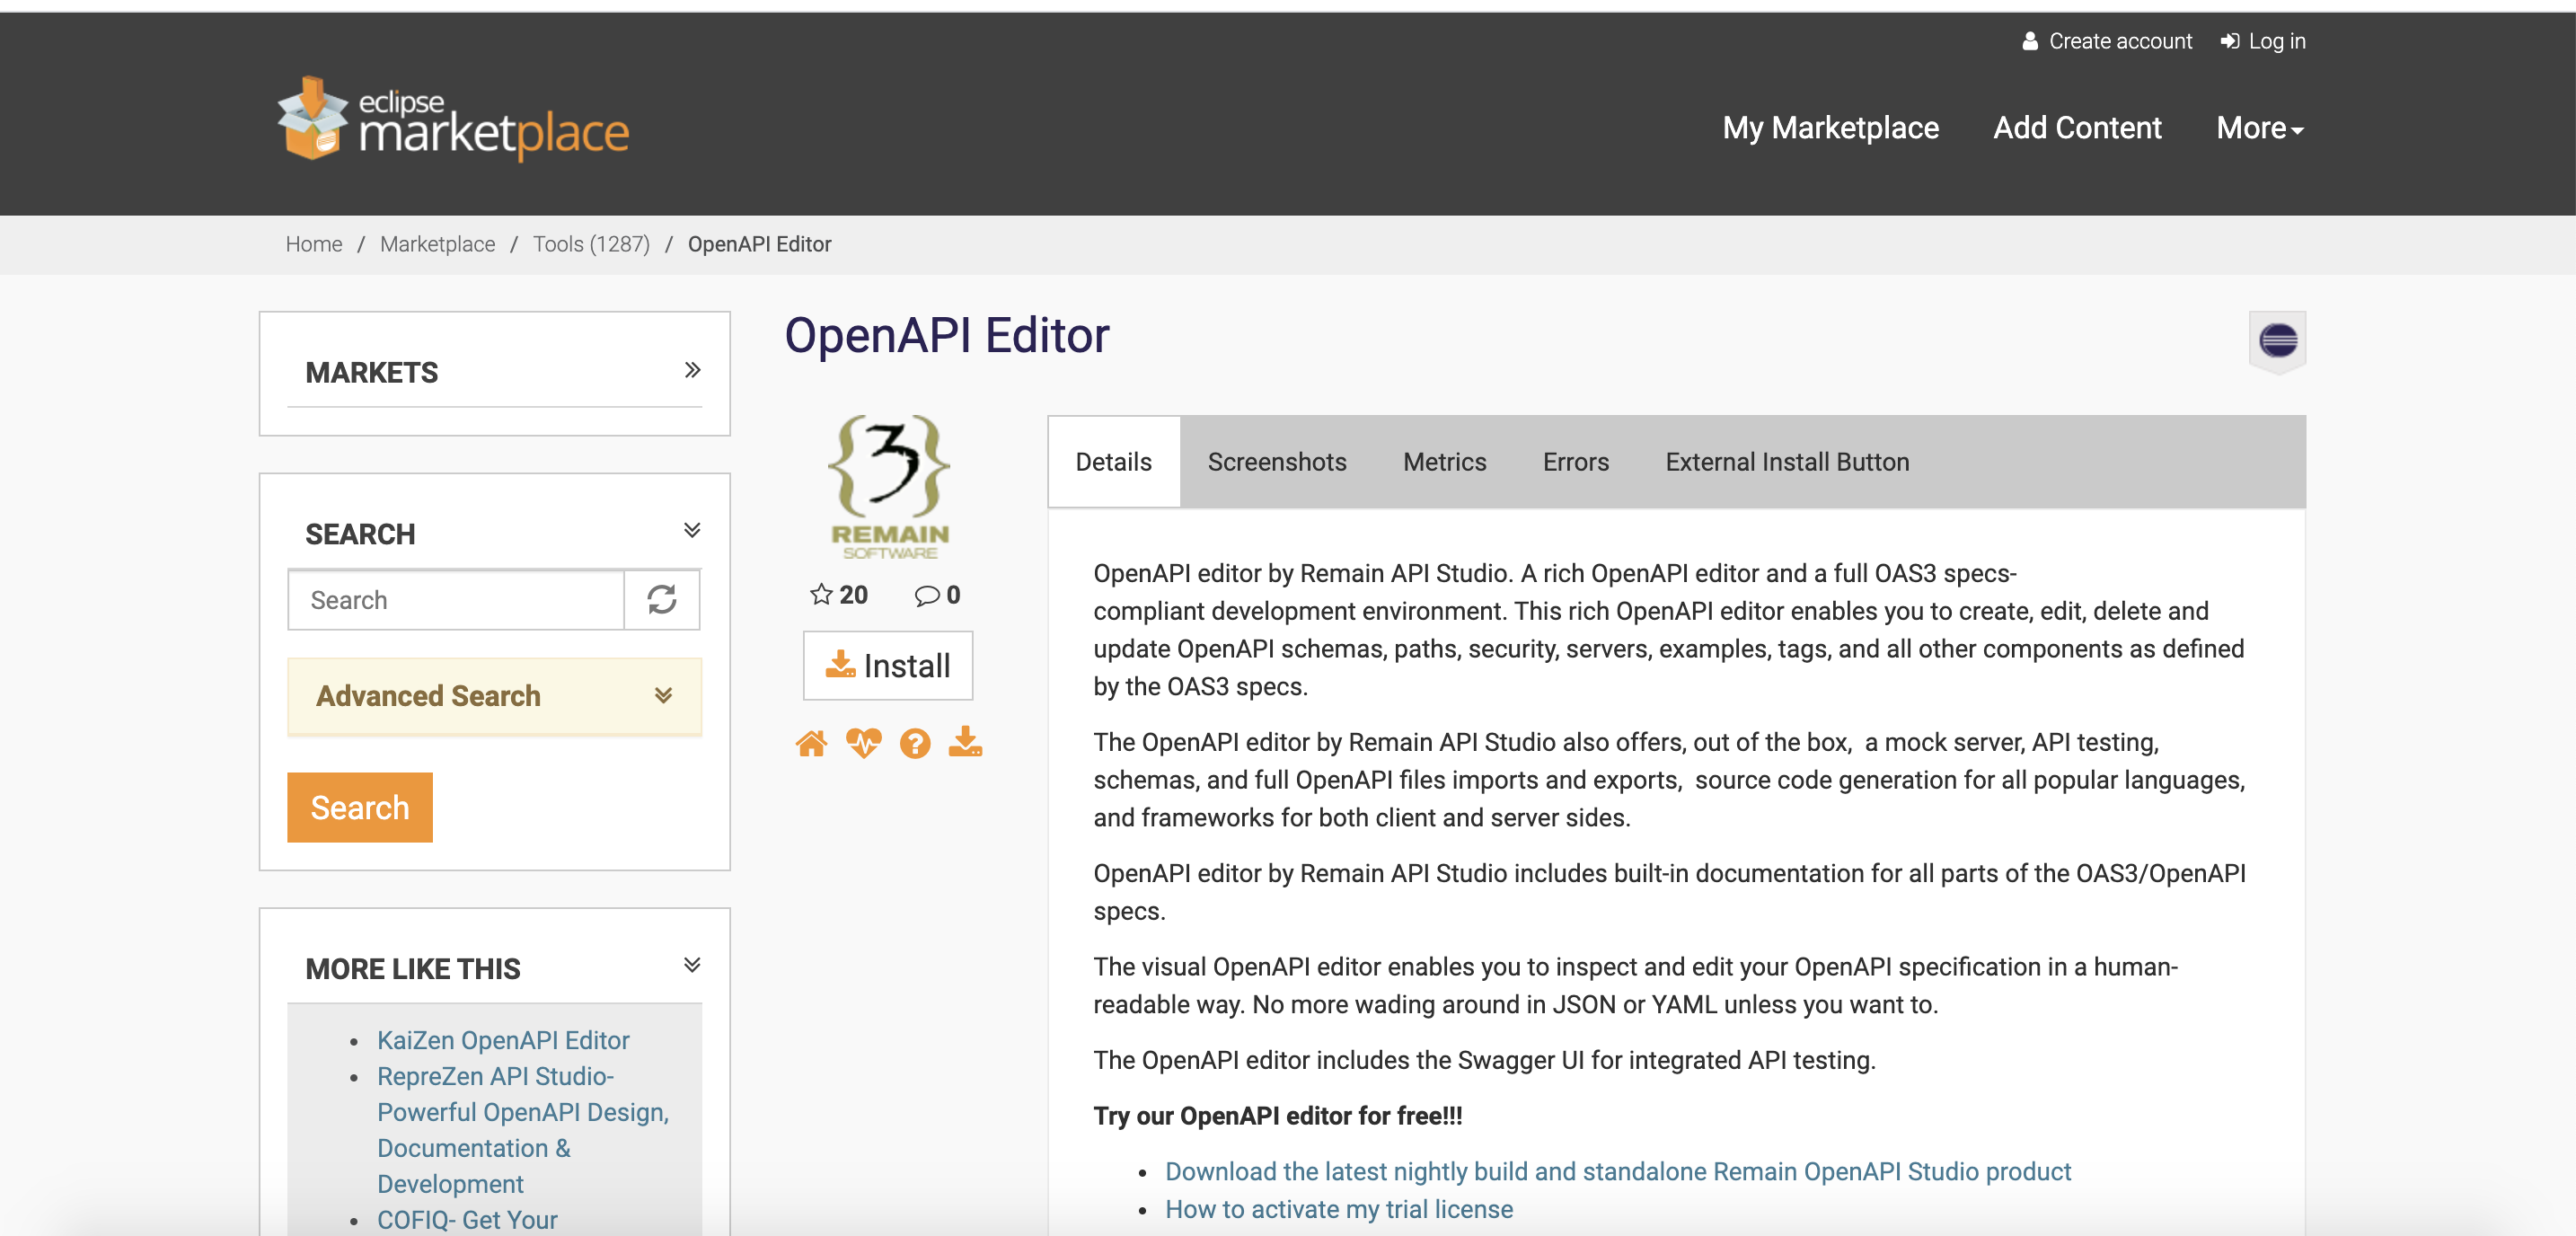 Create account Log in
eclipse
marketplace
My Marketplace Add Content More
Home / Marketplace / Tools (1287) / OpenAPI Editor
MARKETS
SEARCH
Search
Advanced Search
Search
MORE LIKE THIS
KaiZen OpenAPI Editor
RepreZen API Studio-
Powerful OpenAPI Design,
Documentation &
Development
COFIQ- Get Your
OpenAPI Editor
3
REMAIN
SOFTWARE
20 0
Install
Details Screenshots Metrics Errors External Install Button
OpenAPI editor by Remain API Studio. A rich OpenAPI editor and a full OAS3 specs-
compliant development environment. This rich OpenAPI editor enables you to create, edit, delete and
update OpenAPI schemas, paths, security, servers, examples, tags, and all other components as defined
by the OAS3 specs.
The OpenAPI editor by Remain API Studio also offers, out of the box,  a mock server, API testing,
schemas, and full OpenAPI files imports and exports,  source code generation for all popular languages,
and frameworks for both client and server sides.
OpenAPI editor by Remain API Studio includes built-in documentation for all parts of the OAS3/OpenAPI
specs.
The visual OpenAPI editor enables you to inspect and edit your OpenAPI specification in a human-
readable way. No more wading around in JSON or YAML unless you want to.
The OpenAPI editor includes the Swagger UI for integrated API testing.
Try our OpenAPI editor for free!!!
Download the latest nightly build and standalone Remain OpenAPI Studio product
How to activate my trial license